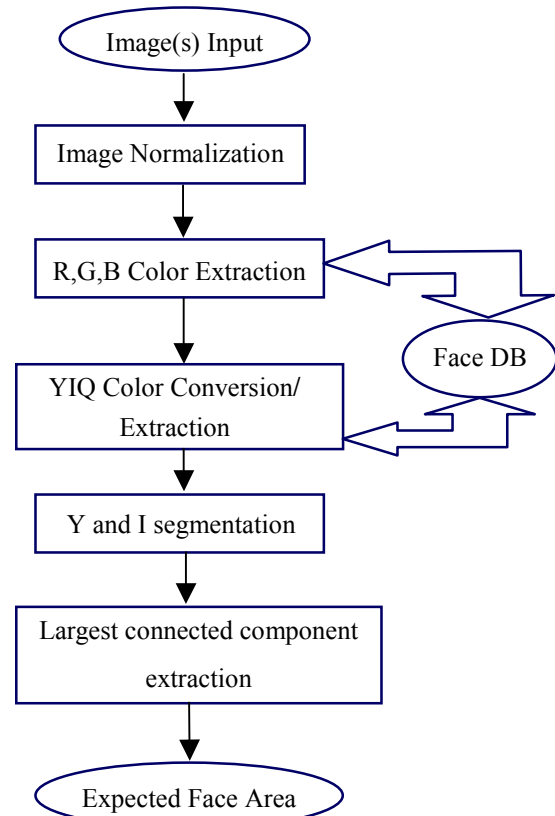 Image(s) Input
Image Normalization
R,G,B Color Extraction
Face DB
YIQ Color Conversion/
Extraction
Y and I segmentation
Largest connected component
extraction
Expected Face Area